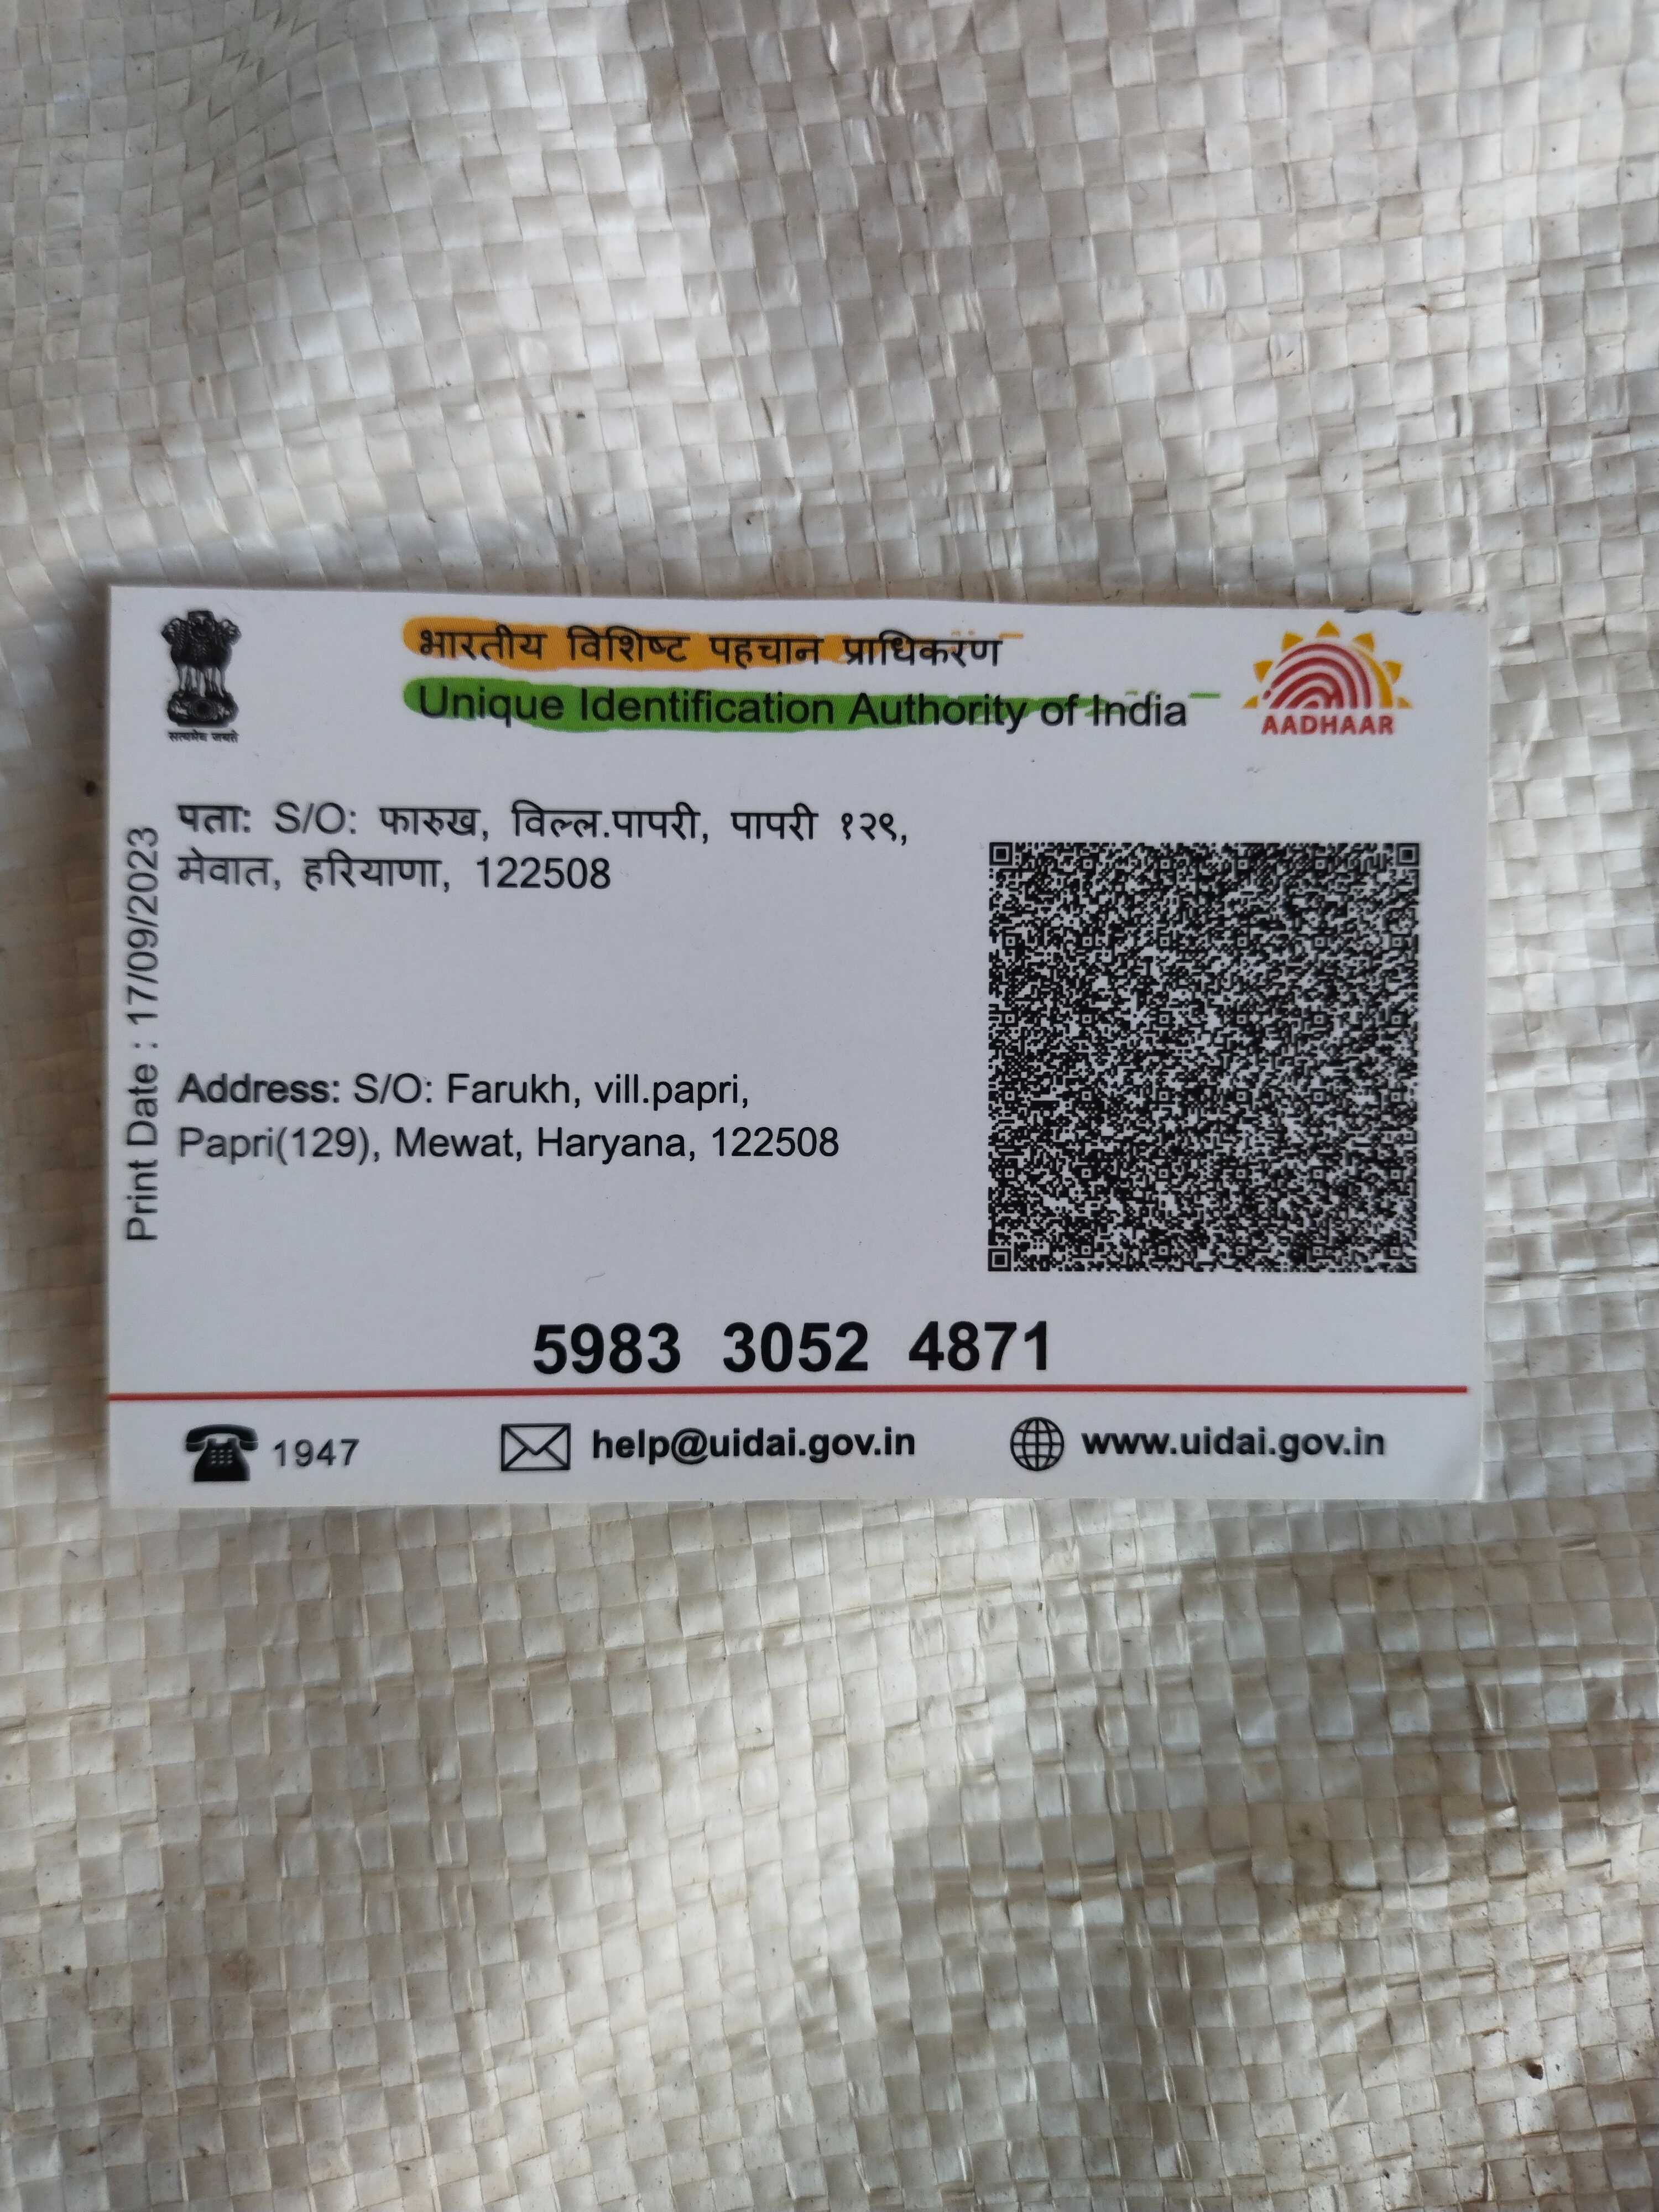 सत्यमेव जयते
भारतीय विशिष्ट पहचान प्राधिकरण
Unique Identification Authority of India
AADHAAR
पता: S/O: फारुख, विल्ल.पापरी, पापरी १२९,
मेवात, हरियाणा, 122508
Print Date : 17/09/2023
Address: S/O: Farukh, vill.papri,
Papri(129), Mewat, Haryana, 122508
5983 3052 4871
1947
help@uidai.gov.in
www.uidai.gov.in